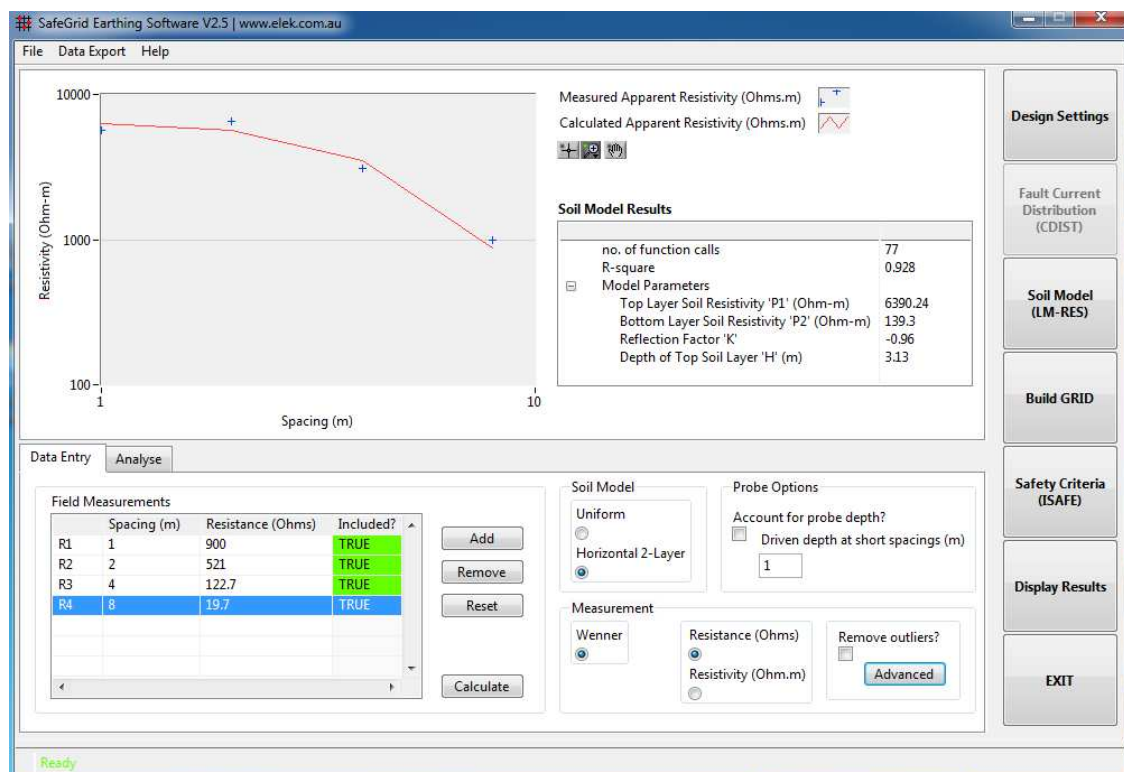 SafeGrid Earthing Software V2.5 | www.elek.com.au
File Data Export Help
10000
1000
100
1
10
Resistivity (Ohm-m)
Spacing (m)
Measured Apparent Resistivity (Ohms.m)
Calculated Apparent Resistivity (Ohms.m)
Soil Model Results
no. of function calls 77
R-square 0.928
Model Parameters
Top Layer Soil Resistivity 'P1' (Ohm-m) 6390.24
Bottom Layer Soil Resistivity 'P2' (Ohm-m) 139.3
Reflection Factor 'K' -0.96
Depth of Top Soil Layer 'H' (m) 3.13
Design Settings
Fault Current
Distribution
(CDIST)
Soil Model
(LM-RES)
Build GRID
Safety Criteria
(ISAFE)
Display Results
EXIT
Data Entry Analyse
Field Measurements
Spacing (m) Resistance (Ohms) Included?
R1 1 900 TRUE
R2 2 521 TRUE
R3 4 122.7 TRUE
R4 8 19.7 TRUE
Add
Remove
Reset
Calculate
Soil Model
Uniform
Horizontal 2-Layer
Probe Options
Account for probe depth?
Driven depth at short spacings (m)
1
Measurement
Wenner
Resistance (Ohms)
Resistivity (Ohm.m)
Remove outliers?
Advanced
Ready